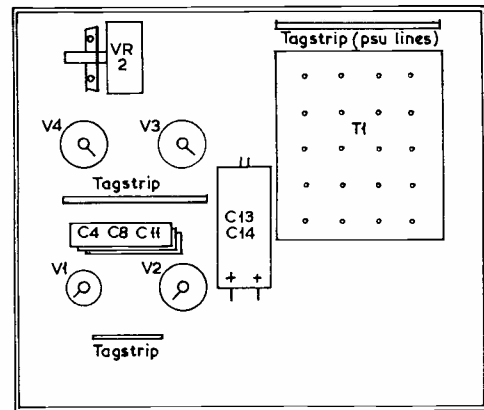 Tagstrip (psu lines)
VR
2
T1
V4
V3
Tagstrip
C4 C8 C11
C13
C14
V1
V2
+ +
Tagstrip